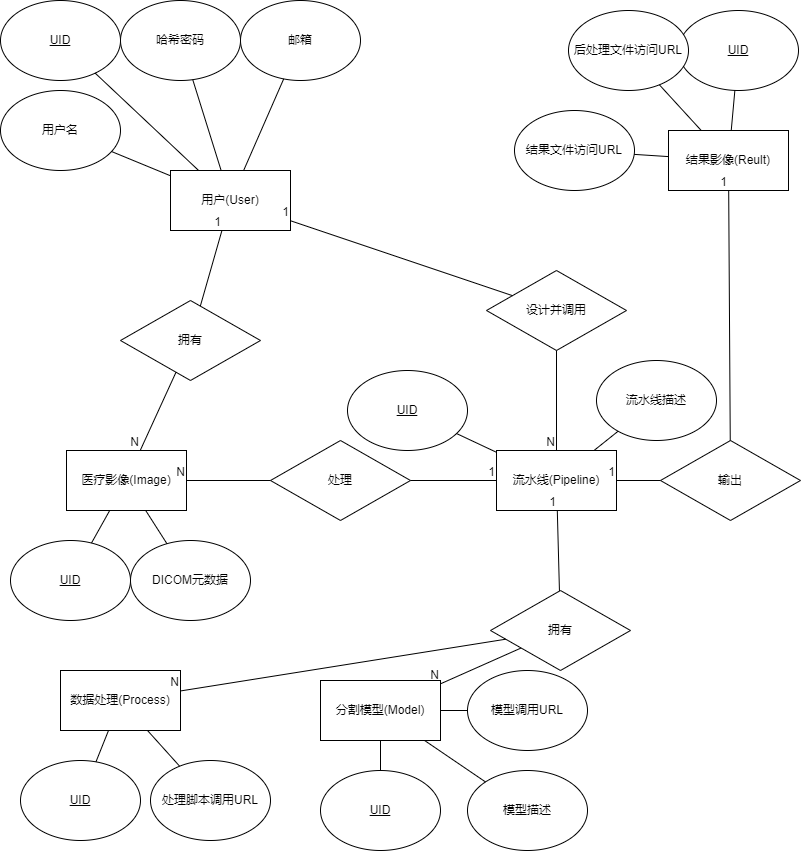 UID
哈希密码
邮箱
后处理文件访问URL
UID
用户名
结果文件访问URL
结果影像(Reult)
1
用户(User)
1
1
设计并调用
拥有
UID
流水线描述
N
N
医疗影像(Image)
N
处理
1
流水线(Pipeline)
1
1
输出
UID
DICOM元数据
拥有
N
数据处理(Process)
N
分割模型(Model)
模型调用URL
UID
处理脚本调用URL
UID
模型描述